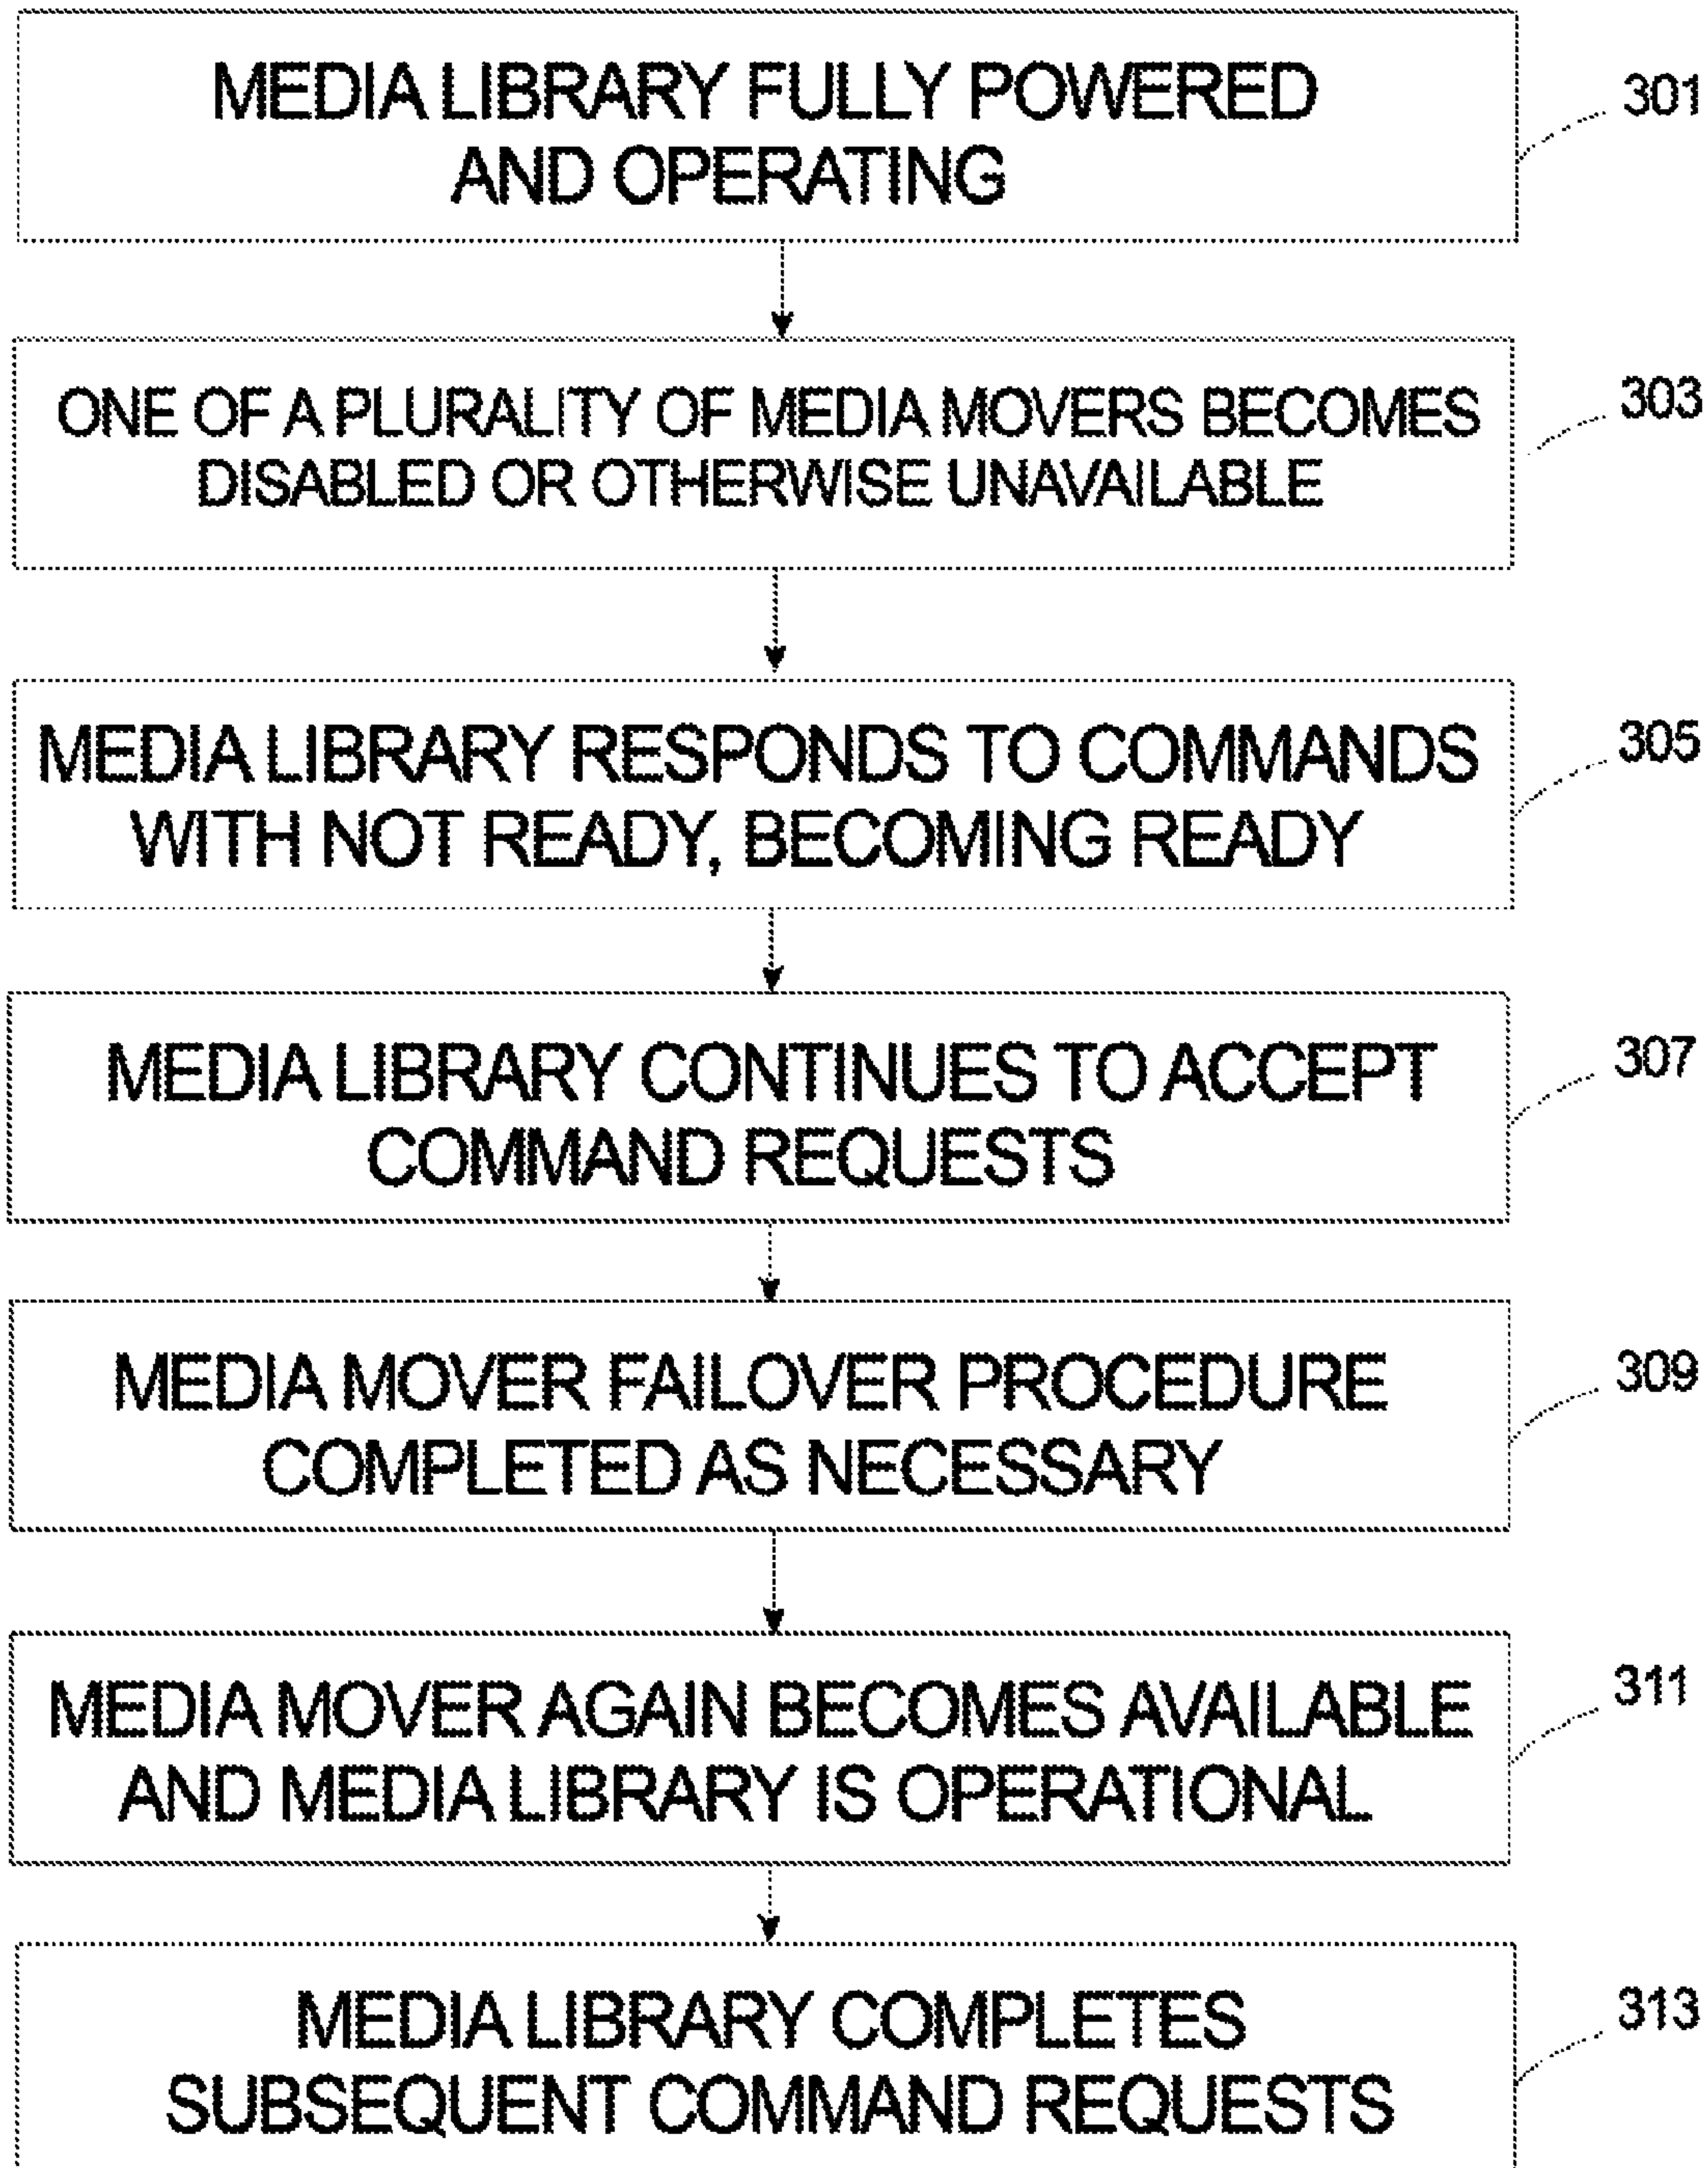 MEDIA LIBRARY FULLY POWERED
AND OPERATING
301
ONE OF A PLURALITY OF MEDIA MOVERS BECOMES
DISABLED OR OTHERWISE UNAVAILABLE
303
MEDIA LIBRARY RESPONDS TO COMMANDS
WITH NOT READY, BECOMING READY
305
MEDIA LIBRARY CONTINUES TO ACCEPT
COMMAND REQUESTS
307
MEDIA MOVER FAILOVER PROCEDURE
COMPLETED AS NECESSARY
309
MEDIA MOVER AGAIN BECOMES AVAILABLE
AND MEDIA LIBRARY IS OPERATIONAL
311
MEDIA LIBRARY COMPLETES
SUBSEQUENT COMMAND REQUESTS
313